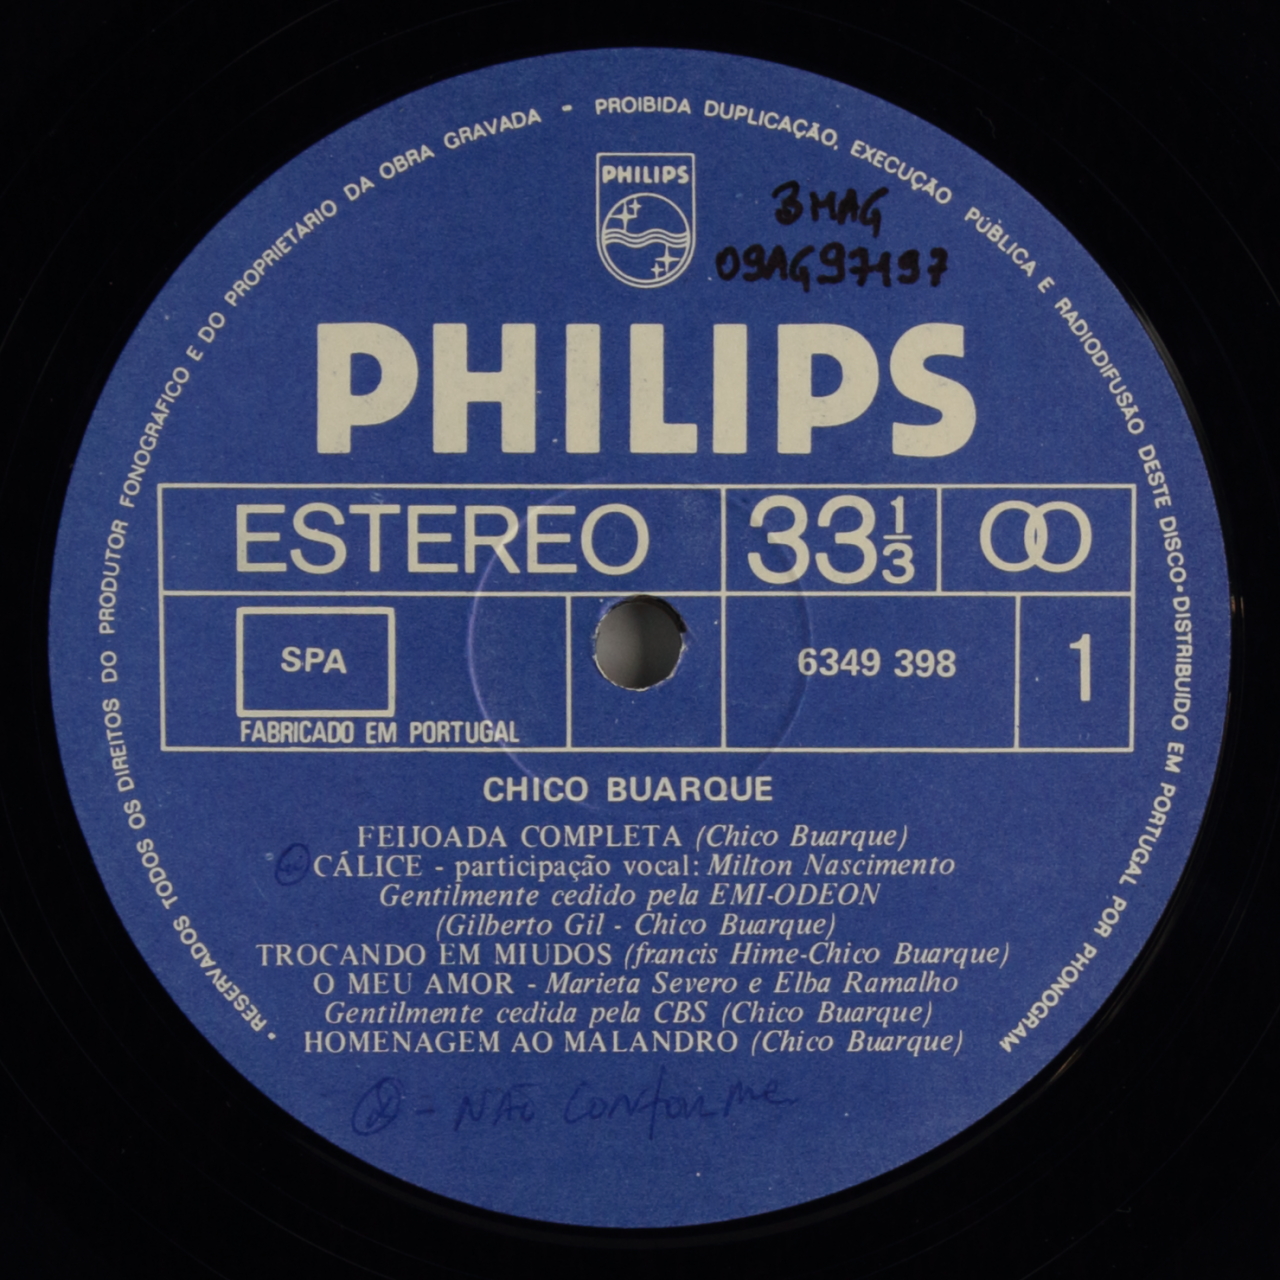 • RESERVADOS TODOS OS DIREITOS DO PRODUTOR FONOGRÁFICO E DO PROPRIETÁRIO DA OBRA GRAVADA - PROIBIDA DUPLICAÇÃO, EXECUÇÃO PÚBLICA E RADIODIFUSÃO DESTE DISCO • DISTRIBUIDO EM PORTUGAL POR PHONOGRAM
PHILIPS
3MAG
09AG97197
PHILIPS
ESTEREO 33 1/3
SPA 6349 398 1
FABRICADO EM PORTUGAL
CHICO BUARQUE
FEIJOADA COMPLETA (Chico Buarque)
CÁLICE - participação vocal: Milton Nascimento
Gentilmente cedido pela EMI-ODEON
(Gilberto Gil - Chico Buarque)
TROCANDO EM MIUDOS (francis Hime-Chico Buarque)
O MEU AMOR - Marieta Severo e Elba Ramalho
Gentilmente cedida pela CBS (Chico Buarque)
HOMENAGEM AO MALANDRO (Chico Buarque)
- NÃO CONFORME